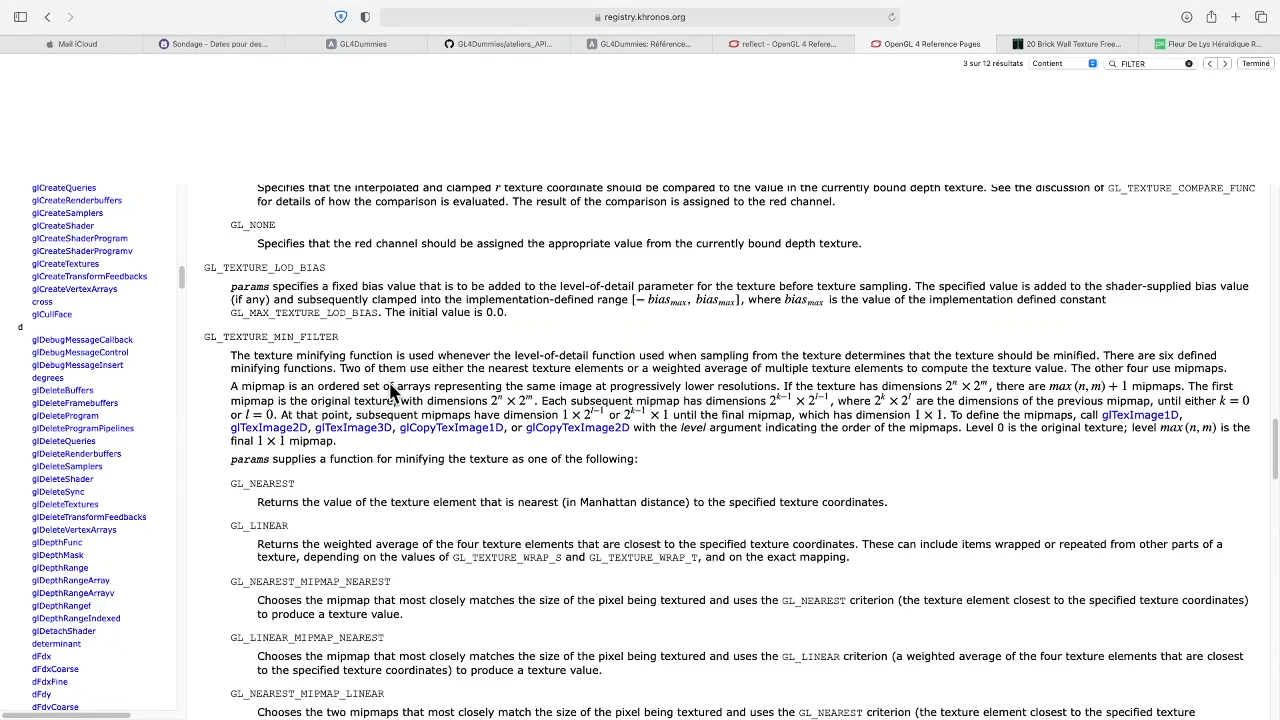 registry.khronos.org
Mail iCloud
Sondage - Dates pour des...
GL4Dummies
GL4Dummies/ateliers_API...
GL4Dummies: Référence...
reflect - OpenGL 4 Refere...
OpenGL 4 Reference Pages
20 Brick Wall Texture Free...
Fleur De Lys Héraldique R...
3 sur 12 résultats
Contient
FILTER
Terminé
glCreateQueries
glCreateRenderbuffers
glCreateSamplers
glCreateShader
glCreateShaderProgram
glCreateShaderProgramv
glCreateTextures
glCreateTransformFeedbacks
glCreateVertexArrays
cross
glCullFace
d
glDebugMessageCallback
glDebugMessageControl
glDebugMessageInsert
degrees
glDeleteBuffers
glDeleteFramebuffers
glDeleteProgram
glDeleteProgramPipelines
glDeleteQueries
glDeleteRenderbuffers
glDeleteSamplers
glDeleteShader
glDeleteSync
glDeleteTextures
glDeleteTransformFeedbacks
glDeleteVertexArrays
glDepthFunc
glDepthMask
glDepthRange
glDepthRangeArray
glDepthRangeArrayv
glDepthRangef
glDepthRangeIndexed
glDetachShader
determinant
dFdx
dFdxCoarse
dFdxFine
dFdy
dFdyCoarse
Specifies that the interpolated and clamped r texture coordinate should be compared to the value in the currently bound depth texture. See the discussion of GL_TEXTURE_COMPARE_FUNC
for details of how the comparison is evaluated. The result of the comparison is assigned to the red channel.
GL_NONE
Specifies that the red channel should be assigned the appropriate value from the currently bound depth texture.
GL_TEXTURE_LOD_BIAS
params specifies a fixed bias value that is to be added to the level-of-detail parameter for the texture before texture sampling. The specified value is added to the shader-supplied bias value
(if any) and subsequently clamped into the implementation-defined range [− bias_max, bias_max], where bias_max is the value of the implementation defined constant
GL_MAX_TEXTURE_LOD_BIAS. The initial value is 0.0.
GL_TEXTURE_MIN_FILTER
The texture minifying function is used whenever the level-of-detail function used when sampling from the texture determines that the texture should be minified. There are six defined
minifying functions. Two of them use either the nearest texture elements or a weighted average of multiple texture elements to compute the texture value. The other four use mipmaps.
A mipmap is an ordered set of arrays representing the same image at progressively lower resolutions. If the texture has dimensions 2^n × 2^m, there are max (n, m) + 1 mipmaps. The first
mipmap is the original texture, with dimensions 2^n × 2^m. Each subsequent mipmap has dimensions 2^{k−1} × 2^{l−1}, where 2^k × 2^l are the dimensions of the previous mipmap, until either k = 0
or l = 0. At that point, subsequent mipmaps have dimension 1 × 2^{l−1} or 2^{k−1} × 1 until the final mipmap, which has dimension 1 × 1. To define the mipmaps, call glTexImage1D,
glTexImage2D, glTexImage3D, glCopyTexImage1D, or glCopyTexImage2D with the level argument indicating the order of the mipmaps. Level 0 is the original texture; level max (n, m) is the
final 1 × 1 mipmap.
params supplies a function for minifying the texture as one of the following:
GL_NEAREST
Returns the value of the texture element that is nearest (in Manhattan distance) to the specified texture coordinates.
GL_LINEAR
Returns the weighted average of the four texture elements that are closest to the specified texture coordinates. These can include items wrapped or repeated from other parts of a
texture, depending on the values of GL_TEXTURE_WRAP_S and GL_TEXTURE_WRAP_T, and on the exact mapping.
GL_NEAREST_MIPMAP_NEAREST
Chooses the mipmap that most closely matches the size of the pixel being textured and uses the GL_NEAREST criterion (the texture element closest to the specified texture coordinates)
to produce a texture value.
GL_LINEAR_MIPMAP_NEAREST
Chooses the mipmap that most closely matches the size of the pixel being textured and uses the GL_LINEAR criterion (a weighted average of the four texture elements that are closest
to the specified texture coordinates) to produce a texture value.
GL_NEAREST_MIPMAP_LINEAR
Chooses the two mipmaps that most closely match the size of the pixel being textured and uses the GL_NEAREST criterion (the texture element closest to the specified texture